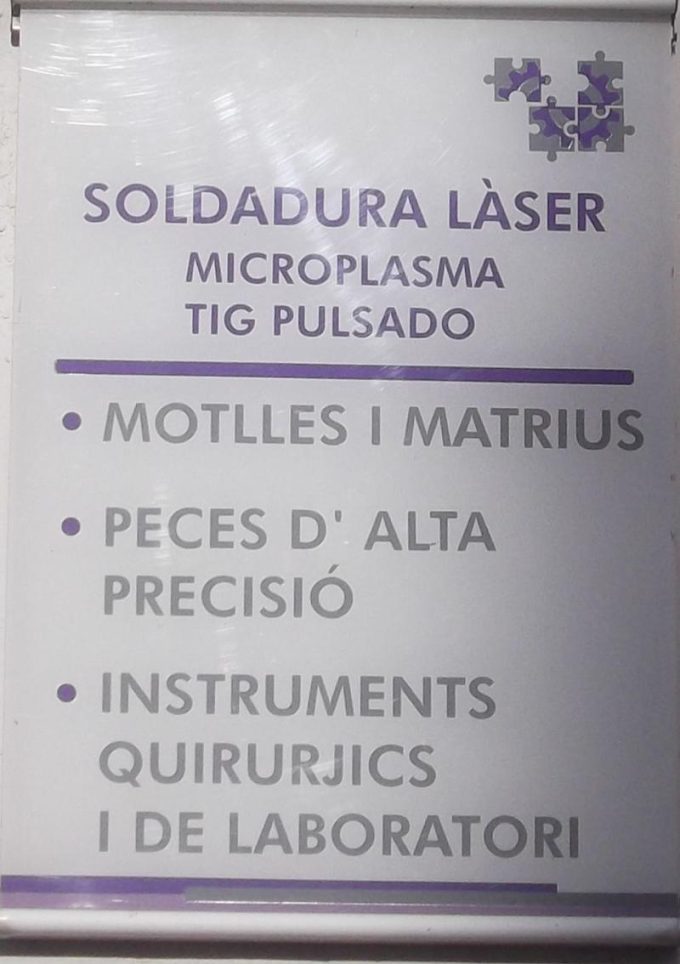 SOLDADURA LÀSER
MICROPLASMA
TIG PULSADO
• MOTLLES I MATRIUS
• PECES D' ALTA
PRECISIÓ
• INSTRUMENTS
QUIRURJICS
I DE LABORATORI